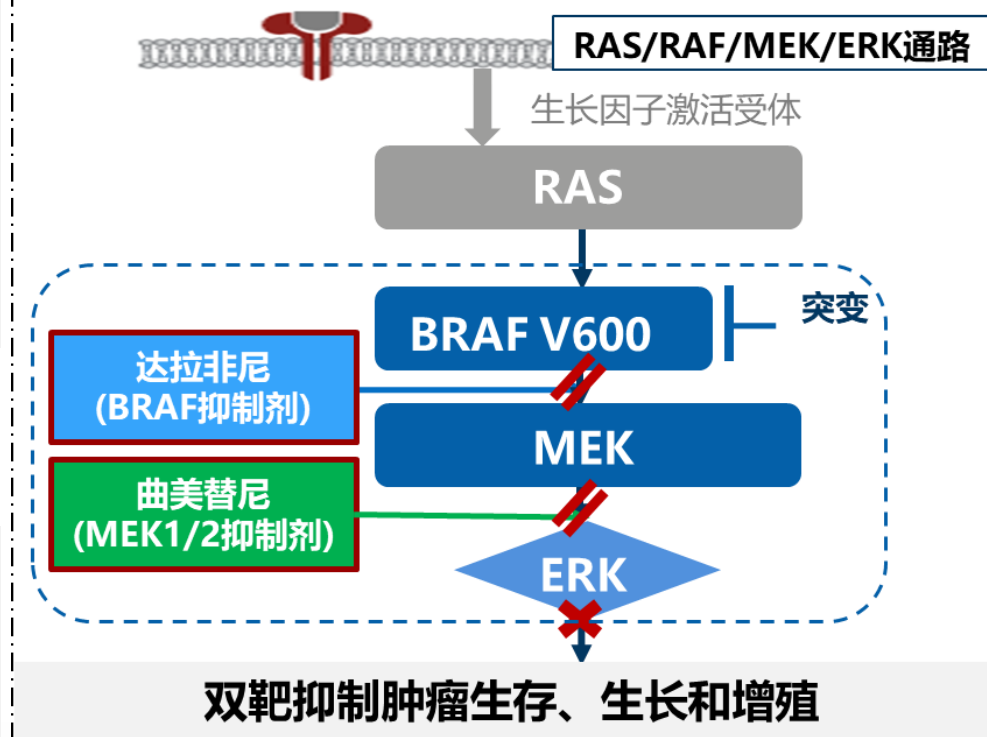 RAS/RAF/MEK/ERK通路
生长因子激活受体
RAS
BRAF V600
突变
达拉非尼
(BRAF抑制剂)
MEK
曲美替尼
(MEK1/2抑制剂)
ERK
双靶抑制肿瘤生存、生长和增殖